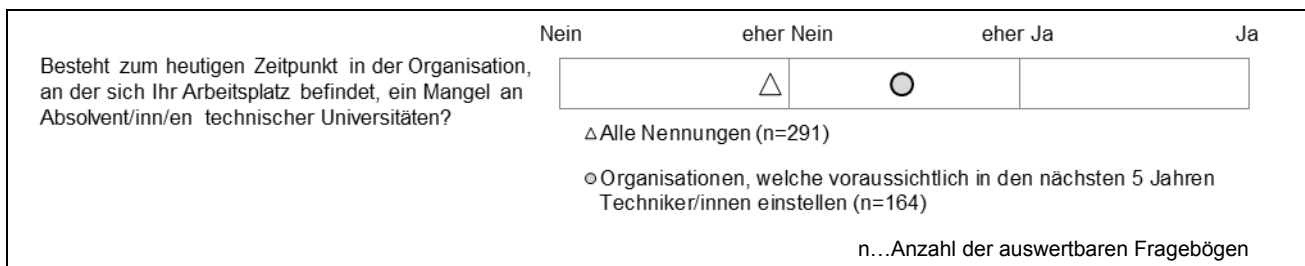 Nein eher Nein eher Ja Ja
Besteht zum heutigen Zeitpunkt in der Organisation,
an der sich Ihr Arbeitsplatz befindet, ein Mangel an
Absolvent/inn/en technischer Universitäten?
Alle Nennungen (n=291)
Organisationen, welche voraussichtlich in den nächsten 5 Jahren
Techniker/innen einstellen (n=164)
n…Anzahl der auswertbaren Fragebögen